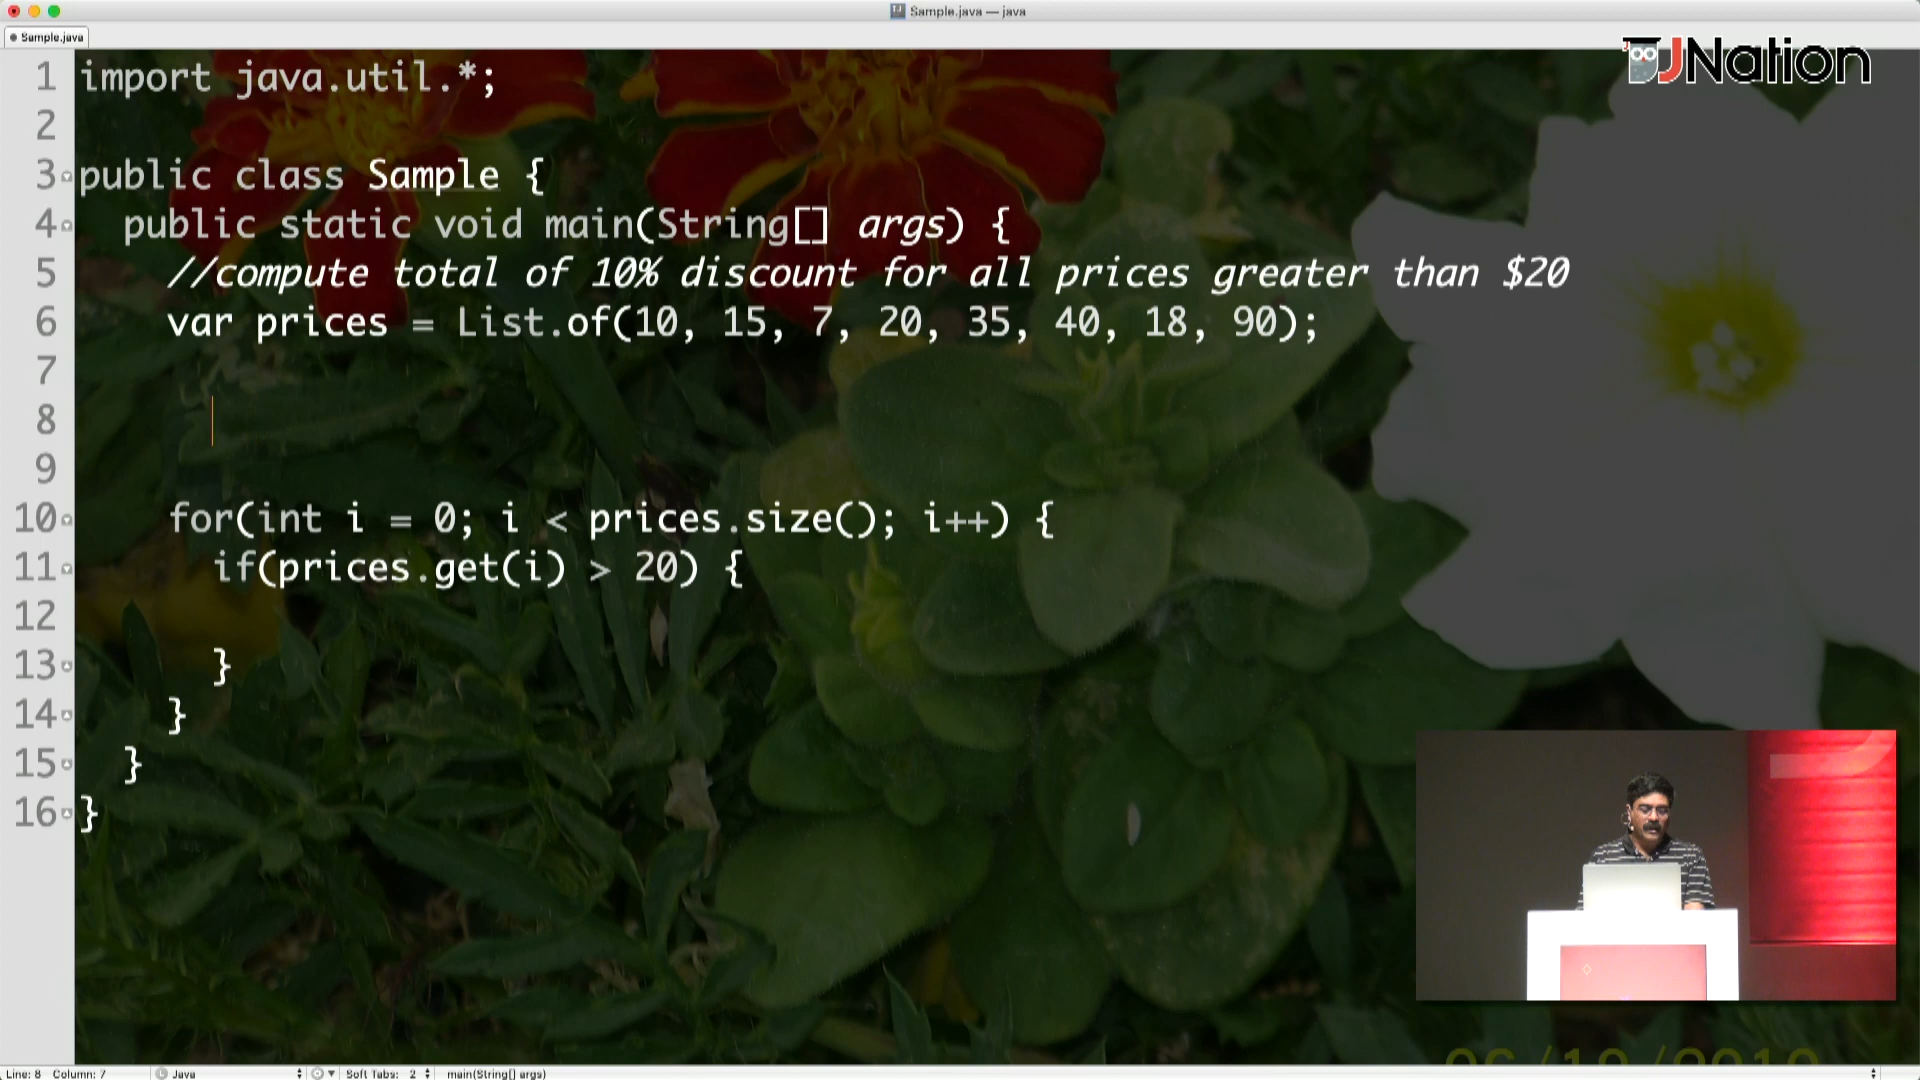 Sample.java — java
Sample.java
JNation
1 import java.util.*;
2
3 public class Sample {
4 public static void main(String[] args) {
5 //compute total of 10% discount for all prices greater than $20
6 var prices = List.of(10, 15, 7, 20, 35, 40, 18, 90);
7
8
9
10 for(int i = 0; i < prices.size(); i++) {
11 if(prices.get(i) > 20) {
12
13 }
14 }
15 }
16 }
Line: 8 Column: 7 Java Soft Tabs: 2 main(String[] args)